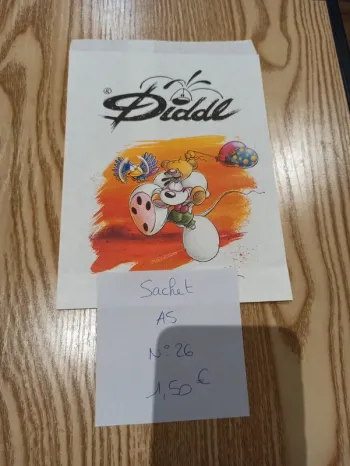 Diddl
Sachet
A5
N° 26
1,50 €